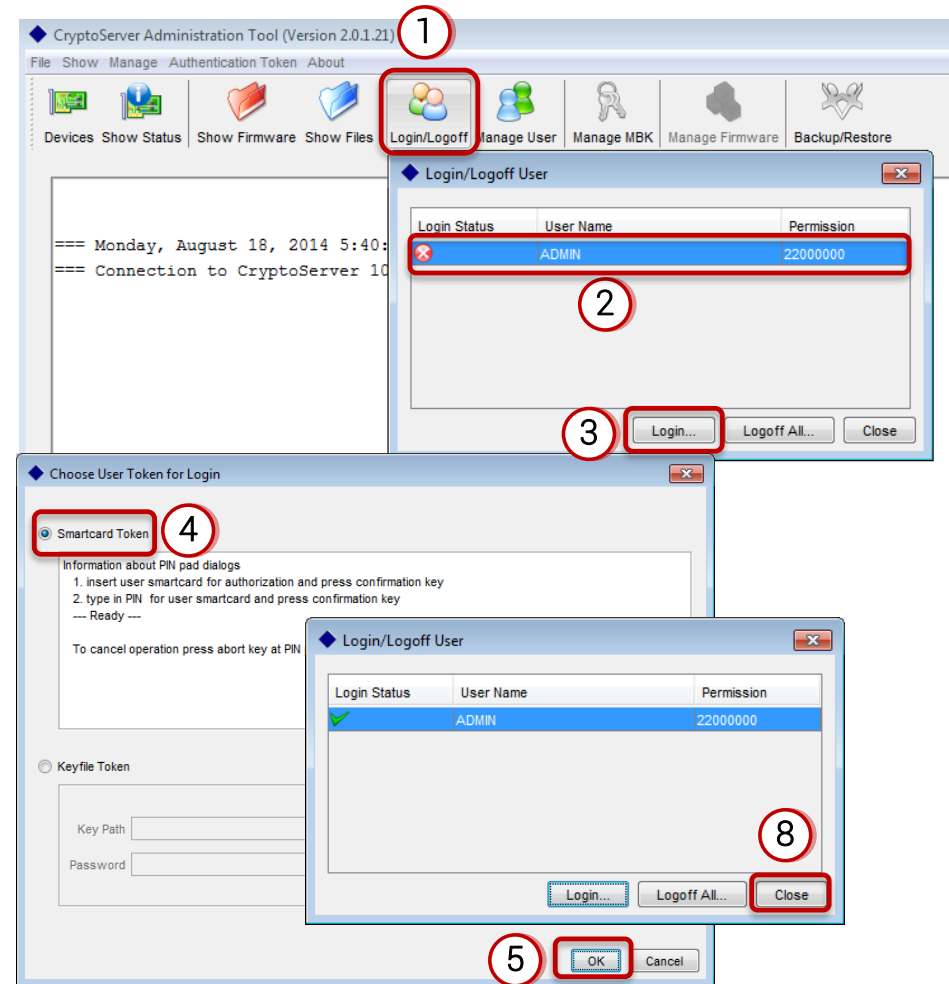 CryptoServer Administration Tool (Version 2.0.1.21)
1
File Show Manage Authentication Token About
Devices Show Status Show Firmware Show Files Login/Logoff Manage User Manage MBK Manage Firmware Backup/Restore
=== Monday, August 18, 2014 5:40:
=== Connection to CryptoServer 10
Login/Logoff User
Login Status User Name Permission
ADMIN 22000000
2
3
Login... Logoff All... Close
Choose User Token for Login
Smartcard Token
4
Information about PIN pad dialogs
1. insert user smartcard for authorization and press confirmation key
2. type in PIN for user smartcard and press confirmation key
--- Ready ---
To cancel operation press abort key at PIN
Keyfile Token
Key Path
Password
Login/Logoff User
Login Status User Name Permission
ADMIN 22000000
8
Login... Logoff All... Close
5
OK Cancel